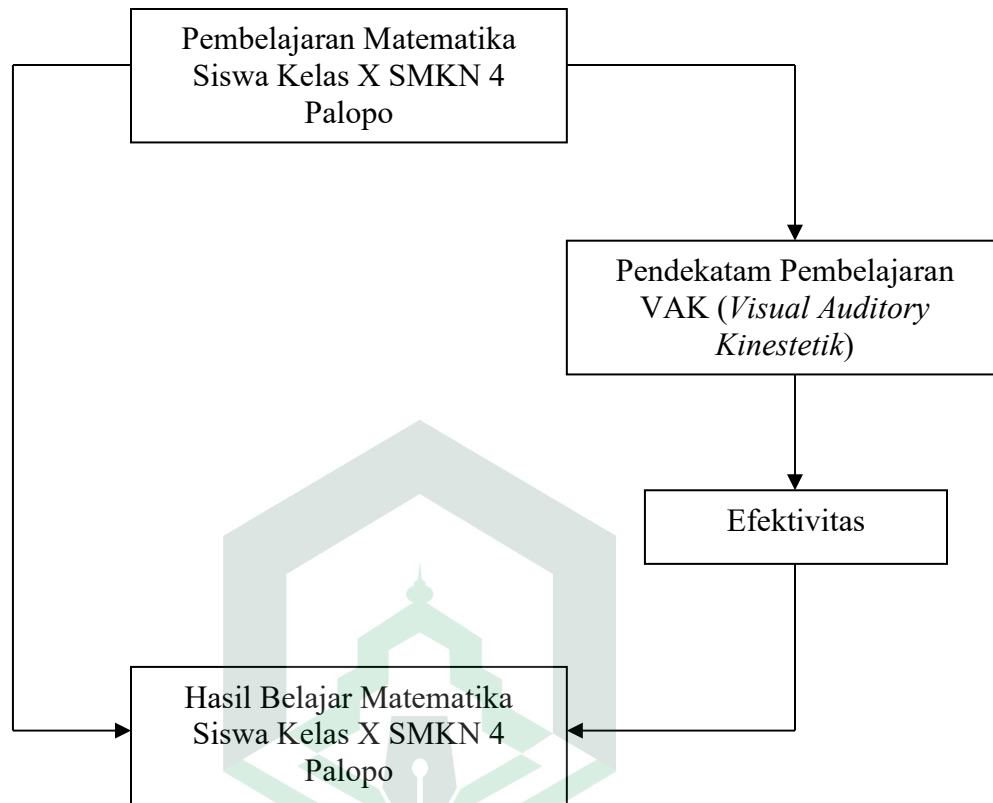 Pembelajaran Matematika
Siswa Kelas X SMKN 4
Palopo
Pendekatam Pembelajaran
VAK (Visual Auditory
Kinestetik)
Efektivitas
Hasil Belajar Matematika
Siswa Kelas X SMKN 4
Palopo